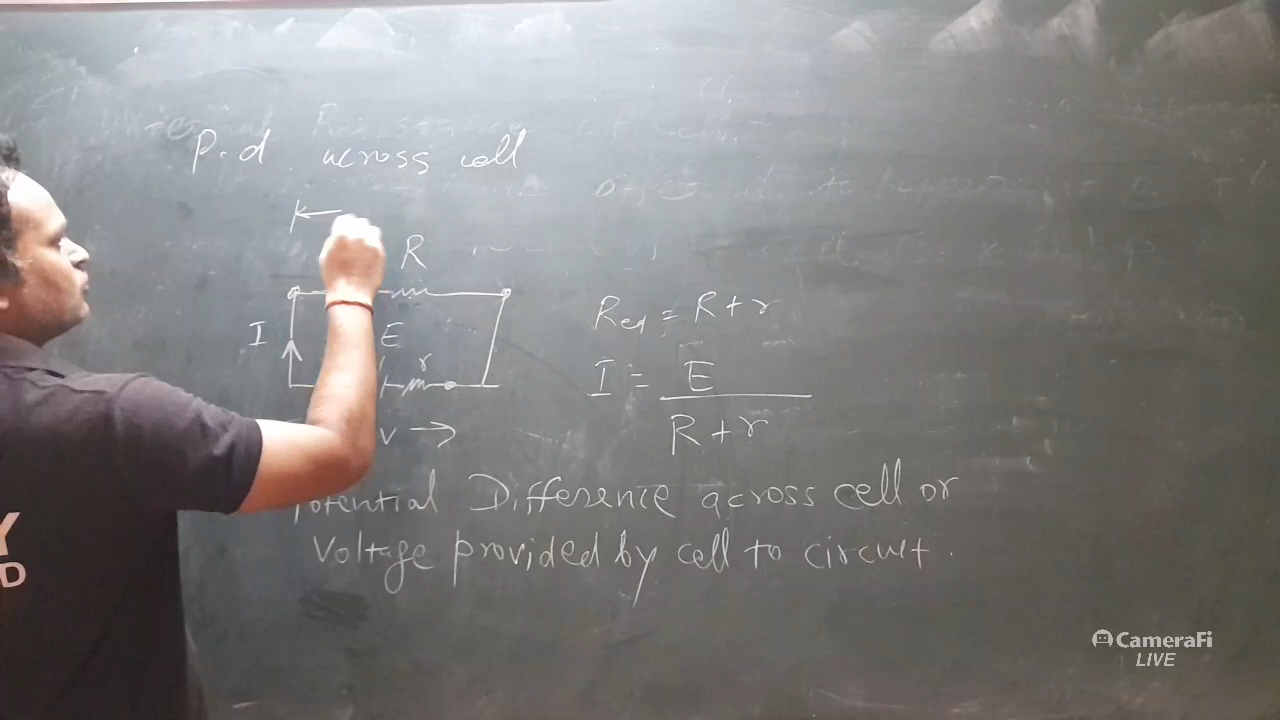 P.d across cell
R
I
E
r
v →
Req = R+r
I = E
R+r
Potential Difference across cell or
Voltage provided by cell to circuit.
Y
D
CameraFi
LIVE